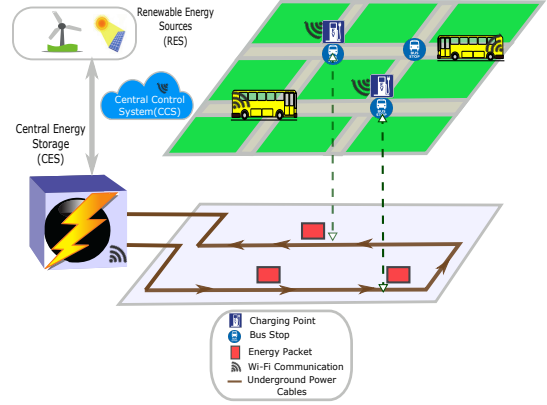 Renewable Energy
Sources
(RES)
Central Control
System(CCS)
Central Energy
Storage
(CES)
BUS
STOP
Charging Point
Bus Stop
Energy Packet
Wi-Fi Communication
Underground Power
Cables